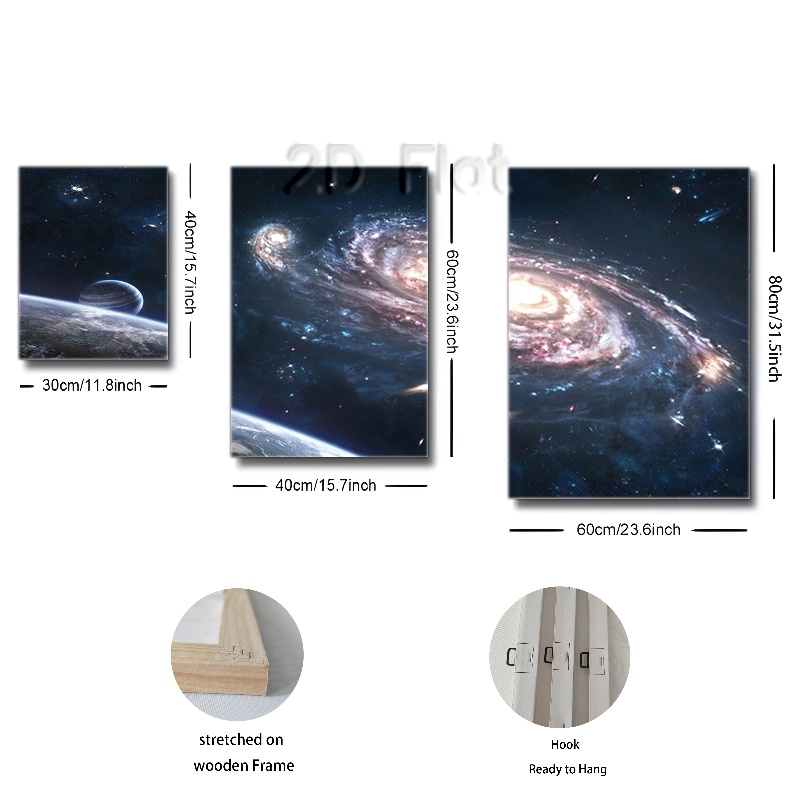 2D Flat
40cm/15.7inch
30cm/11.8inch
60cm/23.6inch
40cm/15.7inch
80cm/31.5inch
60cm/23.6inch
stretched on
wooden Frame
Hook
Ready to Hang